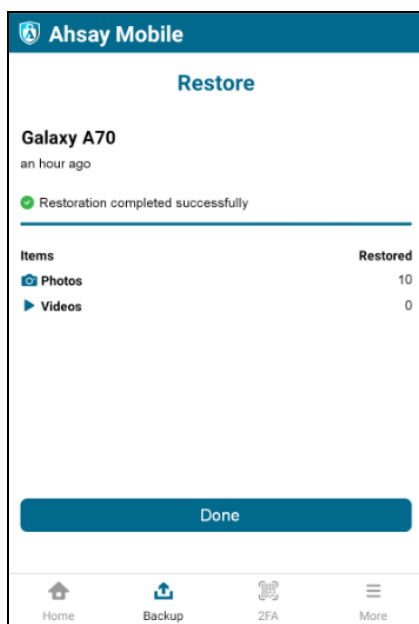 Ahsay Mobile
Restore
Galaxy A70
an hour ago
Restoration completed successfully
Items Restored
Photos 10
Videos 0
Done
Home Backup 2FA More